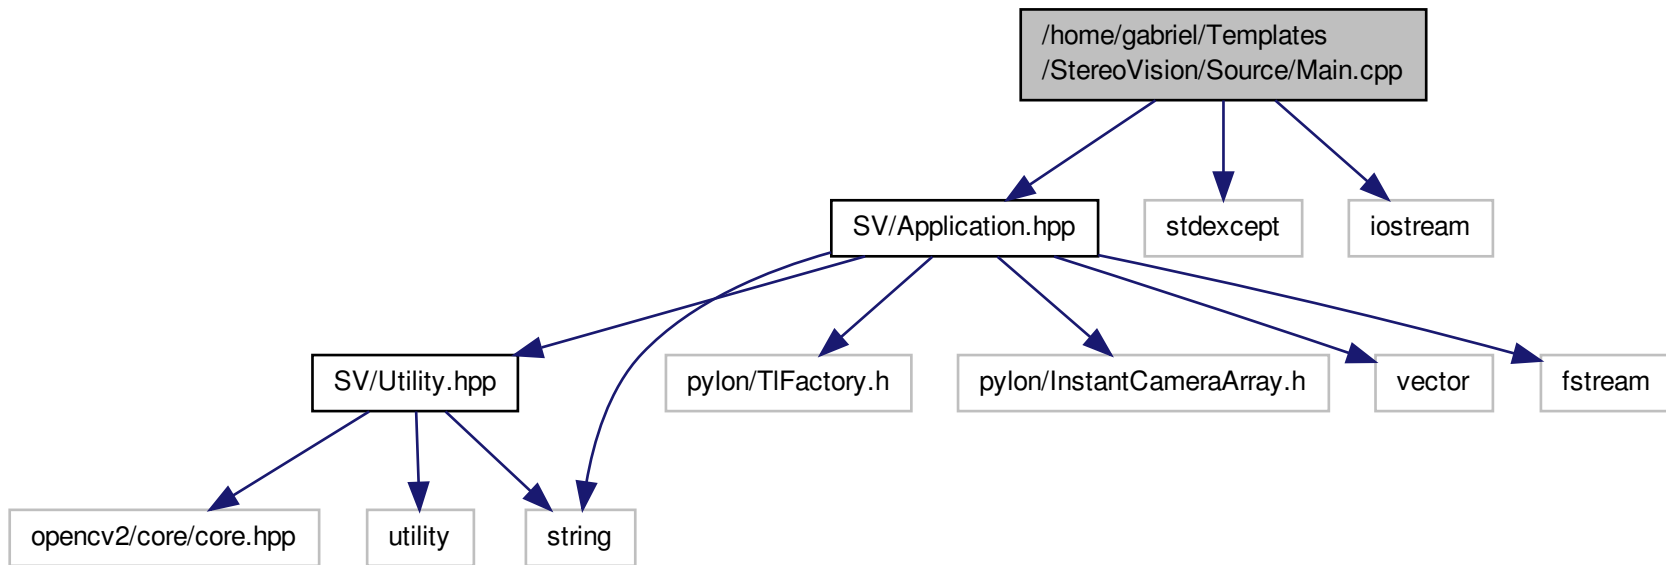 /home/gabriel/Templates
/StereoVision/Source/Main.cpp
SV/Application.hpp
stdexcept
iostream
SV/Utility.hpp
pylon/TlFactory.h
pylon/InstantCameraArray.h
vector
fstream
opencv2/core/core.hpp
utility
string